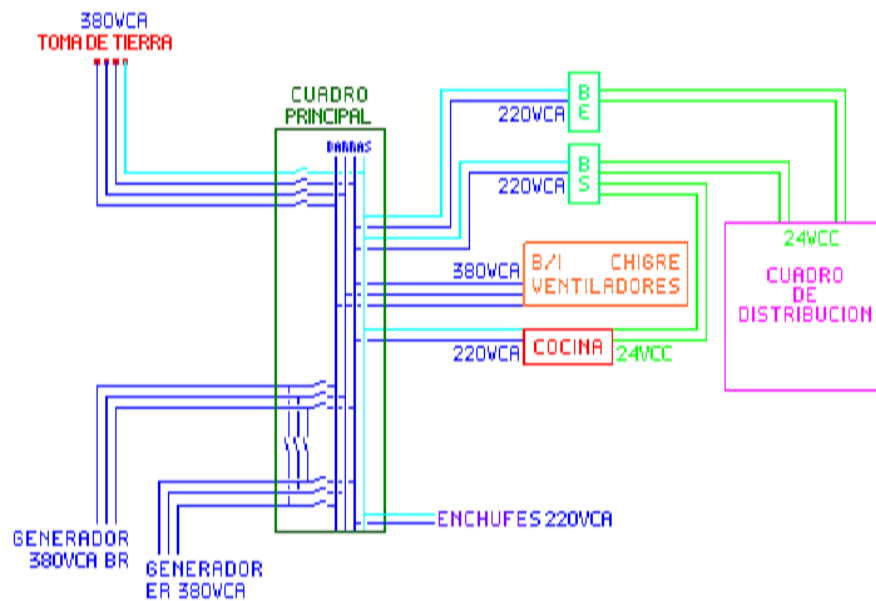 380VCA
TOMA DE TIERRA
CUADRO
PRINCIPAL
BARRAS
B
E
220VCA
B
S
220VCA
24VCC
CUADRO
DE
DISTRIBUCION
380VCA
B/I CHIGRE
VENTILADORES
220VCA
COCINA
24VCC
ENCHUFES 220VCA
GENERADOR
380VCA BR
GENERADOR
ER 380VCA